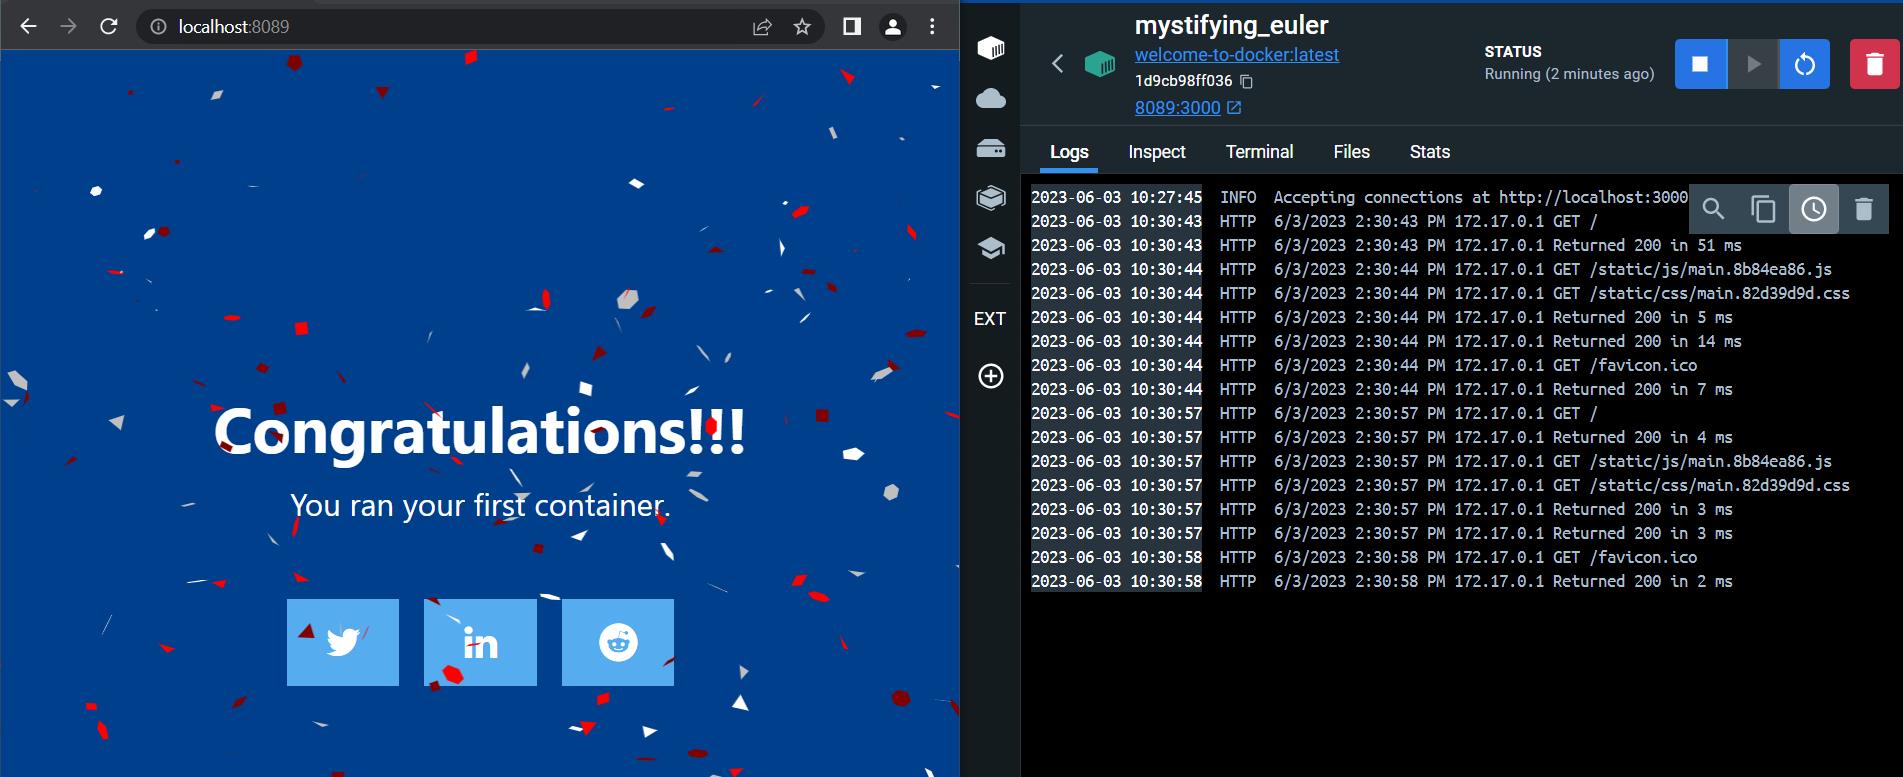 localhost:8089
Congratulations!!!
You ran your first container.
in
mystifying_euler
welcome-to-docker:latest
1d9cb98ff036
8089:3000
STATUS
Running (2 minutes ago)
EXT
Logs Inspect Terminal Files Stats
2023-06-03 10:27:45 INFO Accepting connections at http://localhost:3000
2023-06-03 10:30:43 HTTP 6/3/2023 2:30:43 PM 172.17.0.1 GET /
2023-06-03 10:30:43 HTTP 6/3/2023 2:30:43 PM 172.17.0.1 Returned 200 in 51 ms
2023-06-03 10:30:44 HTTP 6/3/2023 2:30:44 PM 172.17.0.1 GET /static/js/main.8b84ea86.js
2023-06-03 10:30:44 HTTP 6/3/2023 2:30:44 PM 172.17.0.1 GET /static/css/main.82d39d9d.css
2023-06-03 10:30:44 HTTP 6/3/2023 2:30:44 PM 172.17.0.1 Returned 200 in 5 ms
2023-06-03 10:30:44 HTTP 6/3/2023 2:30:44 PM 172.17.0.1 Returned 200 in 14 ms
2023-06-03 10:30:44 HTTP 6/3/2023 2:30:44 PM 172.17.0.1 GET /favicon.ico
2023-06-03 10:30:44 HTTP 6/3/2023 2:30:44 PM 172.17.0.1 Returned 200 in 7 ms
2023-06-03 10:30:57 HTTP 6/3/2023 2:30:57 PM 172.17.0.1 GET /
2023-06-03 10:30:57 HTTP 6/3/2023 2:30:57 PM 172.17.0.1 Returned 200 in 4 ms
2023-06-03 10:30:57 HTTP 6/3/2023 2:30:57 PM 172.17.0.1 GET /static/js/main.8b84ea86.js
2023-06-03 10:30:57 HTTP 6/3/2023 2:30:57 PM 172.17.0.1 GET /static/css/main.82d39d9d.css
2023-06-03 10:30:57 HTTP 6/3/2023 2:30:57 PM 172.17.0.1 Returned 200 in 3 ms
2023-06-03 10:30:57 HTTP 6/3/2023 2:30:57 PM 172.17.0.1 Returned 200 in 3 ms
2023-06-03 10:30:58 HTTP 6/3/2023 2:30:58 PM 172.17.0.1 GET /favicon.ico
2023-06-03 10:30:58 HTTP 6/3/2023 2:30:58 PM 172.17.0.1 Returned 200 in 2 ms